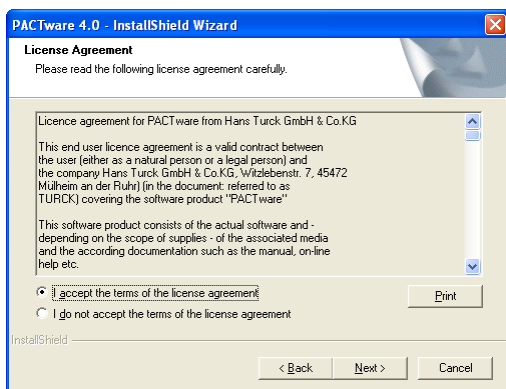 PACTware 4.0 - InstallShield Wizard
License Agreement
Please read the following license agreement carefully.
Licence agreement for PACTware from Hans Turck GmbH & Co.KG
This end user licence agreement is a valid contract between
the user (either as a natural person or a legal person) and
the company Hans Turck GmbH & Co.KG, Witzlebenstr. 7, 45472
Mülheim an der Ruhr) (in the document: referred to as
TURCK) covering the software product "PACTware"
This software product consists of the actual software and -
depending on the scope of supplies - of the associated media
and the according documentation such as the manual, on-line
help etc.
I accept the terms of the license agreement
Print
I do not accept the terms of the license agreement
InstallShield
< Back
Next >
Cancel